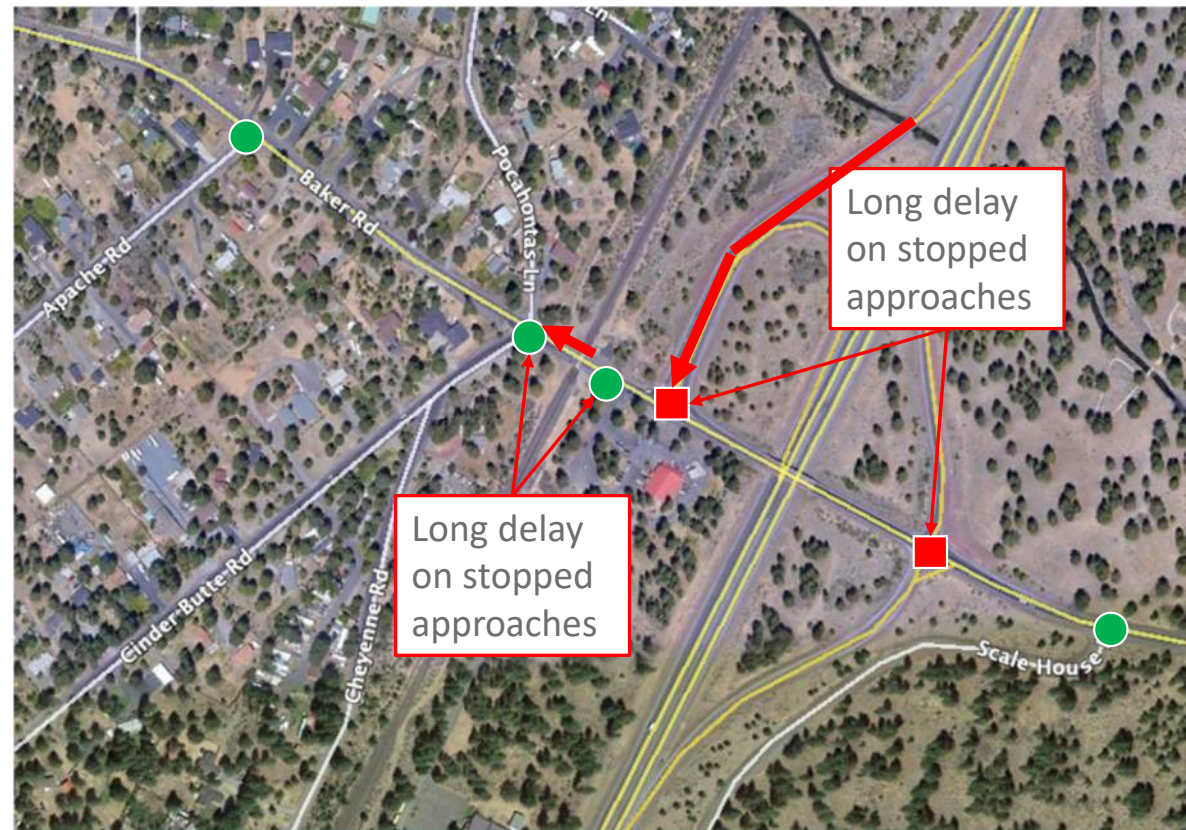 Ln
Pocahontas-Ln
Baker Rd
Apache-Rd
Long delay
on stopped
approaches
Long delay
on stopped
approaches
Cinder-Butte-Rd
Cheyenne-Rd
Scale-House